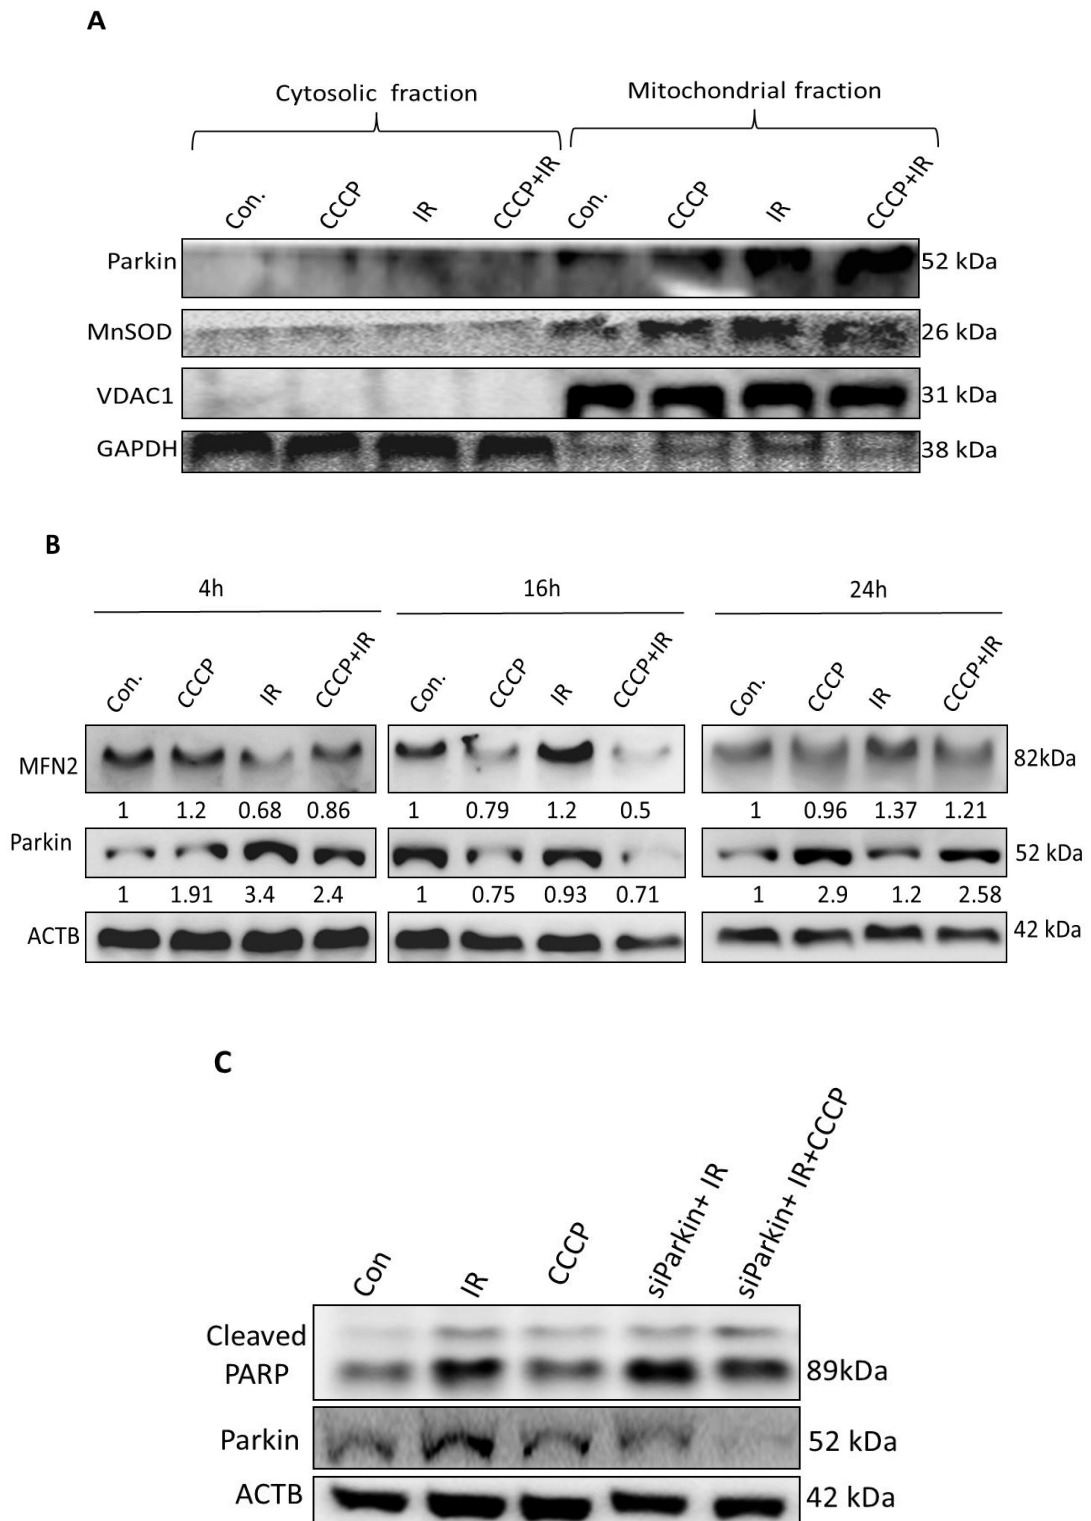 A
Cytosolic fraction
Mitochondrial fraction
Con.
CCCP
IR
CCCP+IR
Con.
CCCP
IR
CCCP+IR
Parkin
52 kDa
MnSOD
26 kDa
VDAC1
31 kDa
GAPDH
38 kDa
B
4h
16h
24h
Con.
CCCP
IR
CCCP+IR
Con.
CCCP
IR
CCCP+IR
Con.
CCCP
IR
CCCP+IR
MFN2
82kDa
1 1.2 0.68 0.86 1 0.79 1.2 0.5 1 0.96 1.37 1.21
Parkin
52 kDa
1 1.91 3.4 2.4 1 0.75 0.93 0.71 1 2.9 1.2 2.58
ACTB
42 kDa
C
Con
IR
CCCP
siParkin+ IR
siParkin+ IR+CCCP
Cleaved
PARP
89kDa
Parkin
52 kDa
ACTB
42 kDa